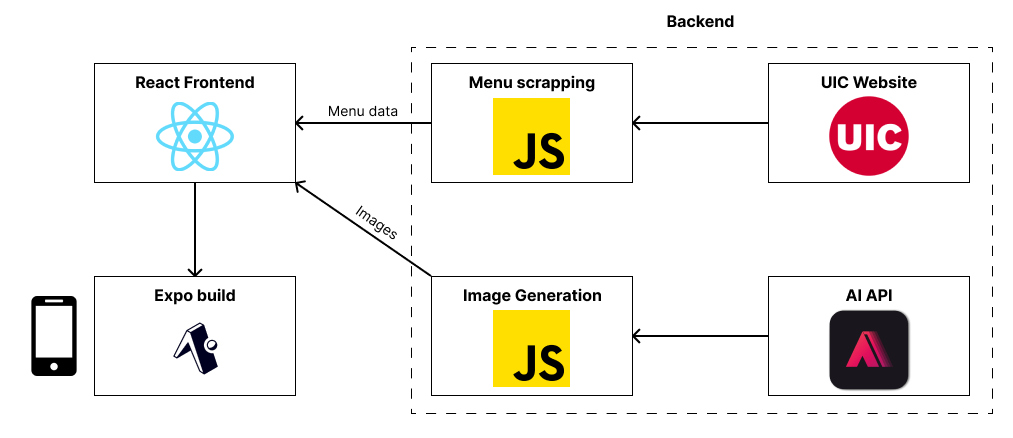 Backend
React Frontend
Menu data
Menu scrapping
JS
UIC Website
UIC
Images
Expo build
Image Generation
JS
AI API